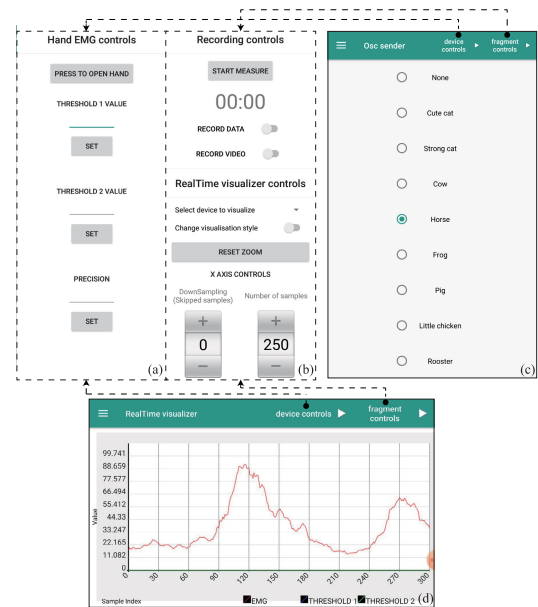 Hand EMG controls
PRESS TO OPEN HAND
THRESHOLD 1 VALUE
SET
THRESHOLD 2 VALUE
SET
PRECISION
SET
(a)
Recording controls
START MEASURE
00:00
RECORD DATA
RECORD VIDEO
RealTime visualizer controls
Select device to visualize
Change visualisation style
RESET ZOOM
X AXIS CONTROLS
DownSampling
(Skipped samples)
Number of samples
+
+
0
250
−
−
(b)
Osc sender
device
controls
fragment
controls
None
Cute cat
Strong cat
Cow
Horse
Frog
Pig
Little chicken
Rooster
(c)
RealTime visualizer
device controls
fragment
controls
99.741
88.659
77.577
66.494
55.412
44.33
33.247
22.165
11.082
0
Value
0
30
60
90
120
150
180
210
240
270
300
Sample Index
EMG
THRESHOLD 1
THRESHOLD 2
(d)